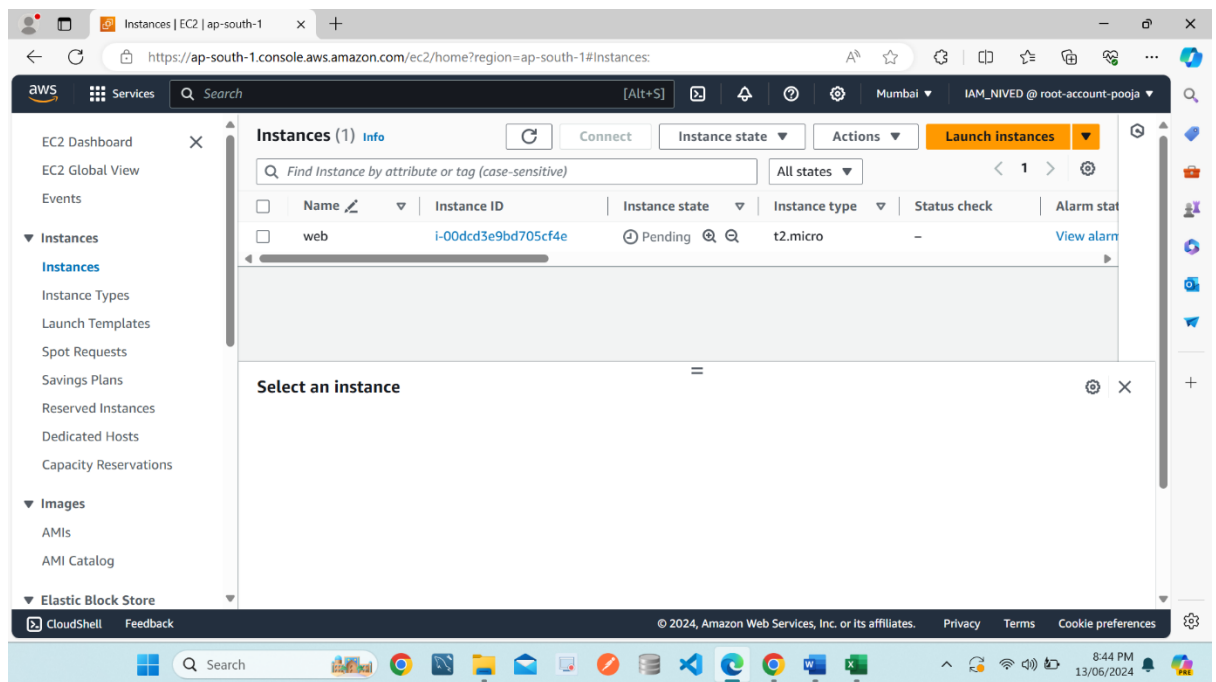 Instances | EC2 | ap-south-1
https://ap-south-1.console.aws.amazon.com/ec2/home?region=ap-south-1#Instances:
aws Services Search [Alt+S] Mumbai IAM_NIVED @ root-account-pooja
EC2 Dashboard
EC2 Global View
Events
Instances
Instances
Instance Types
Launch Templates
Spot Requests
Savings Plans
Reserved Instances
Dedicated Hosts
Capacity Reservations
Images
AMIs
AMI Catalog
Elastic Block Store
Instances (1) Info Connect Instance state Actions Launch instances
Find Instance by attribute or tag (case-sensitive) All states 1
Name Instance ID Instance state Instance type Status check Alarm stat
web i-00dcd3e9bd705cf4e Pending t2.micro – View alarm
Select an instance
CloudShell Feedback © 2024, Amazon Web Services, Inc. or its affiliates. Privacy Terms Cookie preferences
Search 8:44 PM
13/06/2024
PRE